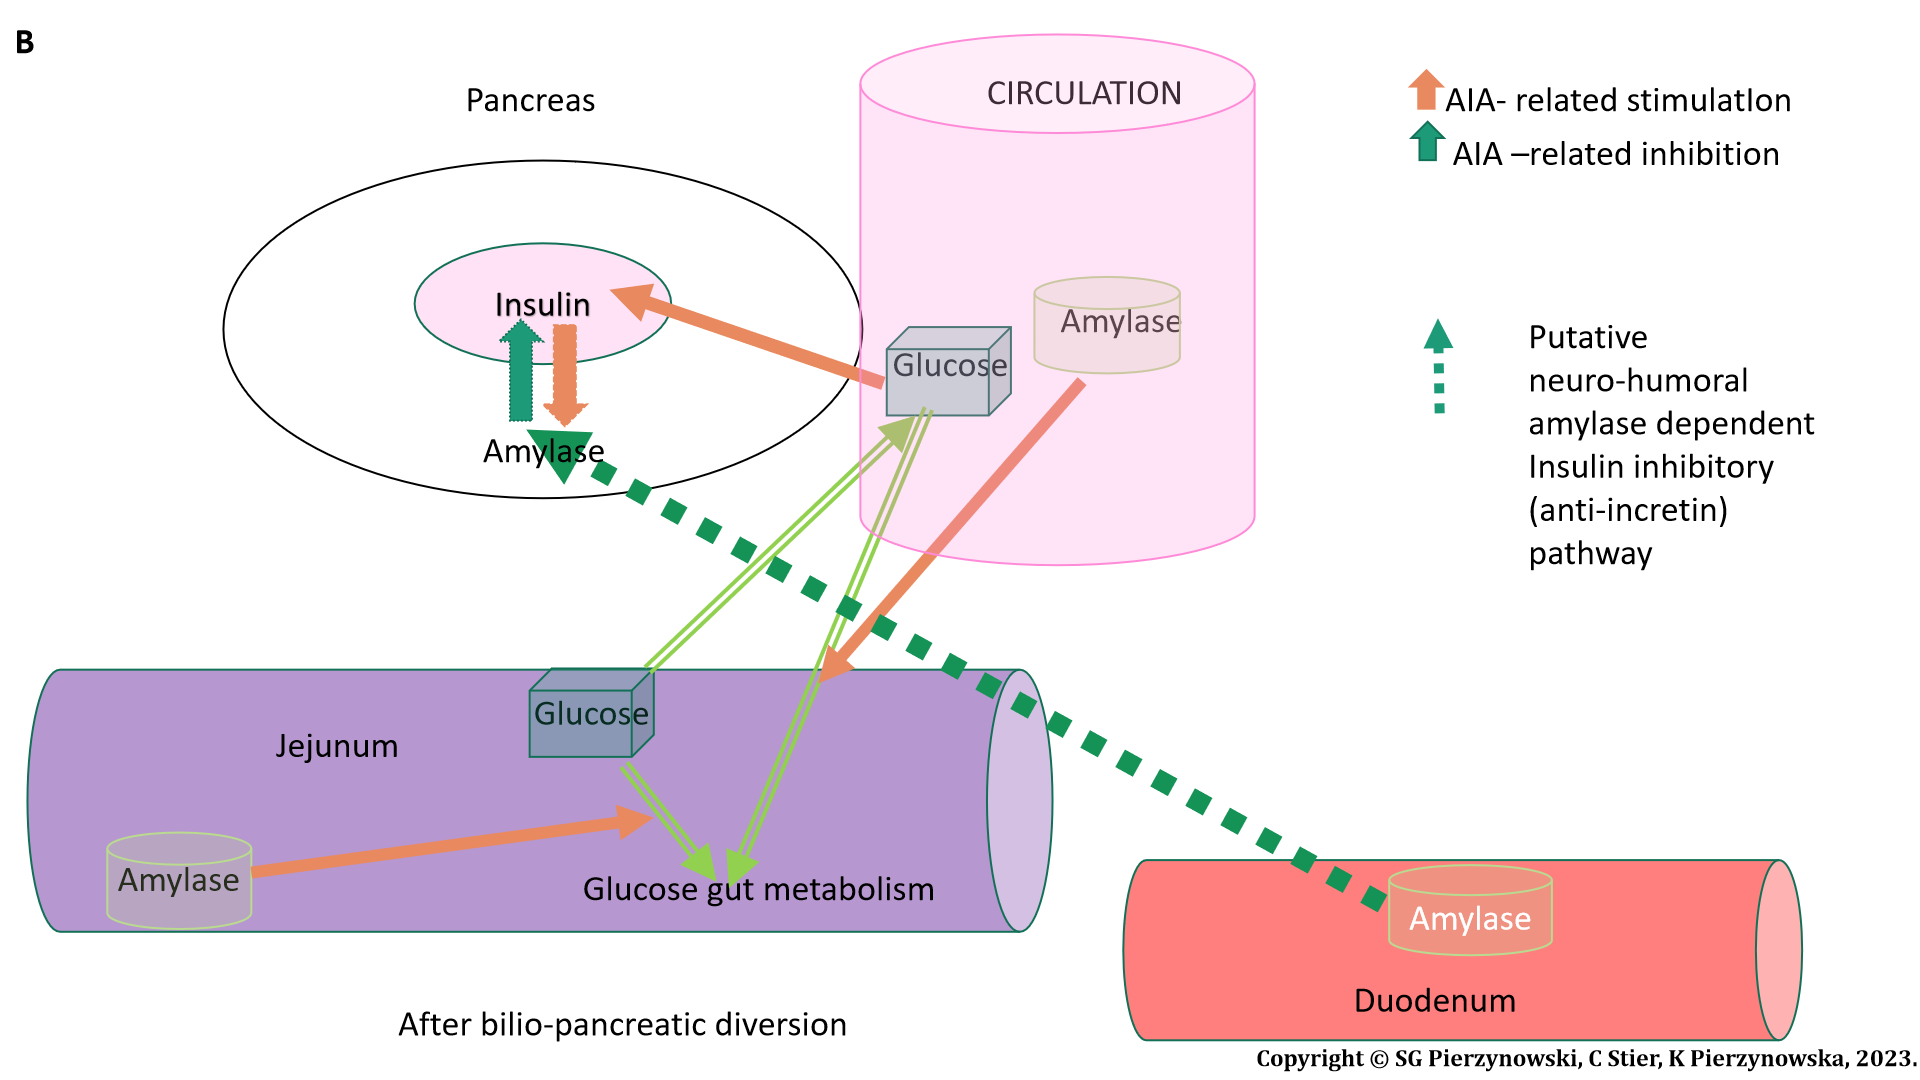 B
Pancreas
CIRCULATION
AIA- related stimulatIon
AIA –related inhibition
Insulin
Amylase
Glucose
Amylase
Putative
neuro-humoral
amylase dependent
Insulin inhibitory
(anti-incretin)
pathway
Glucose
Jejunum
Amylase
Glucose gut metabolism
Amylase
Duodenum
After bilio-pancreatic diversion
Copyright © SG Pierzynowski, C Stier, K Pierzynowska, 2023.